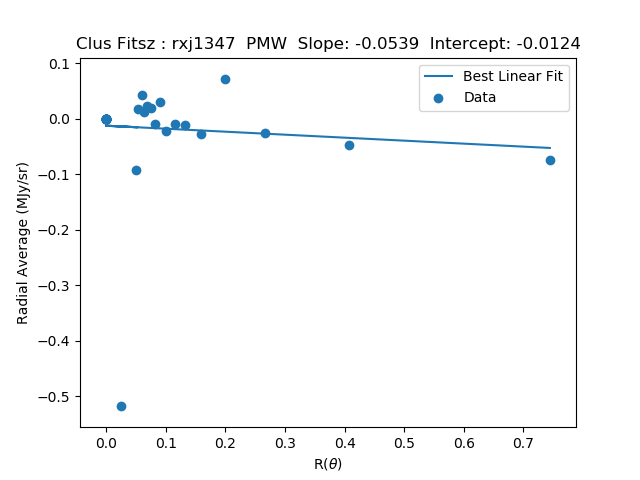 Clus Fitsz : rxj1347  PMW  Slope: -0.0539  Intercept: -0.0124
Best Linear Fit
Data
Radial Average (MJy/sr)
0.1
0.0
−0.1
−0.2
−0.3
−0.4
−0.5
0.0 0.1 0.2 0.3 0.4 0.5 0.6 0.7
R(θ)